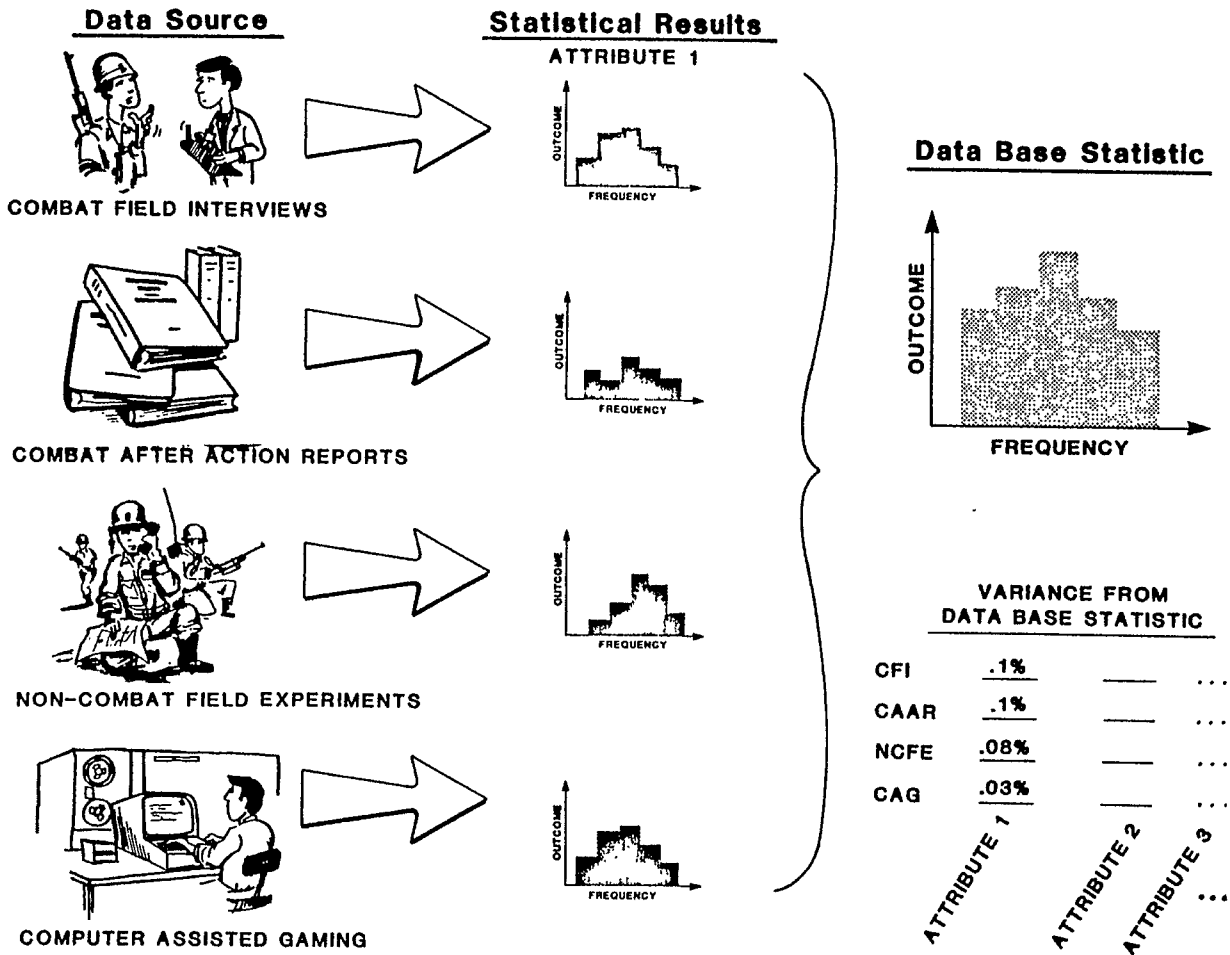 Data Source
Statistical Results
ATTRIBUTE 1
OUTCOME
FREQUENCY
COMBAT FIELD INTERVIEWS
OUTCOME
FREQUENCY
COMBAT AFTER ACTION REPORTS
OUTCOME
FREQUENCY
NON-COMBAT FIELD EXPERIMENTS
OUTCOME
FREQUENCY
COMPUTER ASSISTED GAMING
Data Base Statistic
OUTCOME
FREQUENCY
VARIANCE FROM
DATA BASE STATISTIC
CFI .1% ...
CAAR .1% ...
NCFE .08% ...
CAG .03% ...
ATTRIBUTE 1
ATTRIBUTE 2
ATTRIBUTE 3
...